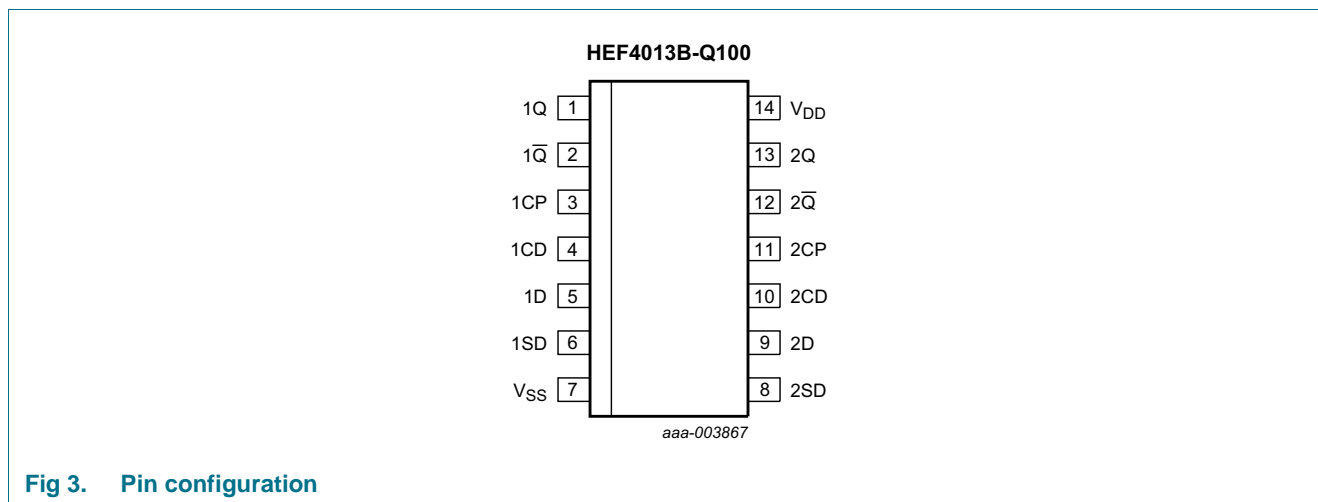 HEF4013B-Q100
1Q 1 14 VDD
1Q̅ 2 13 2Q
1CP 3 12 2Q̅
1CD 4 11 2CP
1D 5 10 2CD
1SD 6 9 2D
VSS 7 8 2SD
aaa-003867
Fig 3. Pin configuration